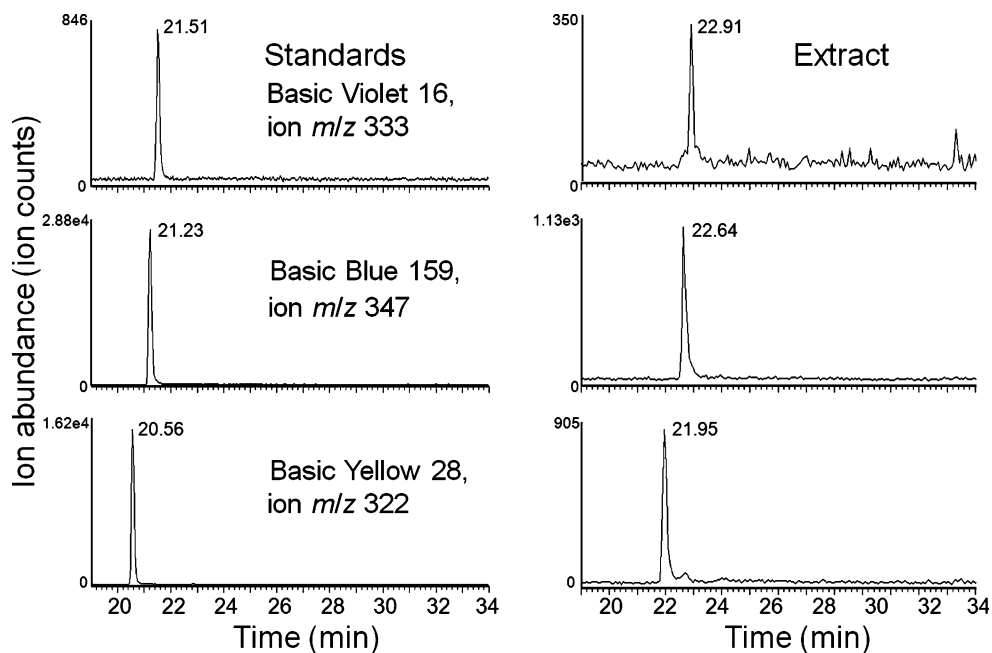 846
21.51
Standards
Basic Violet 16,
ion m/z 333
0
350
22.91
Extract
0
2.88e4
21.23
Basic Blue 159,
ion m/z 347
0
1.13e3
22.64
0
1.62e4
20.56
Basic Yellow 28,
ion m/z 322
0
905
21.95
0
20 22 24 26 28 30 32 34
Time (min)
20 22 24 26 28 30 32 34
Time (min)
Ion abundance (ion counts)